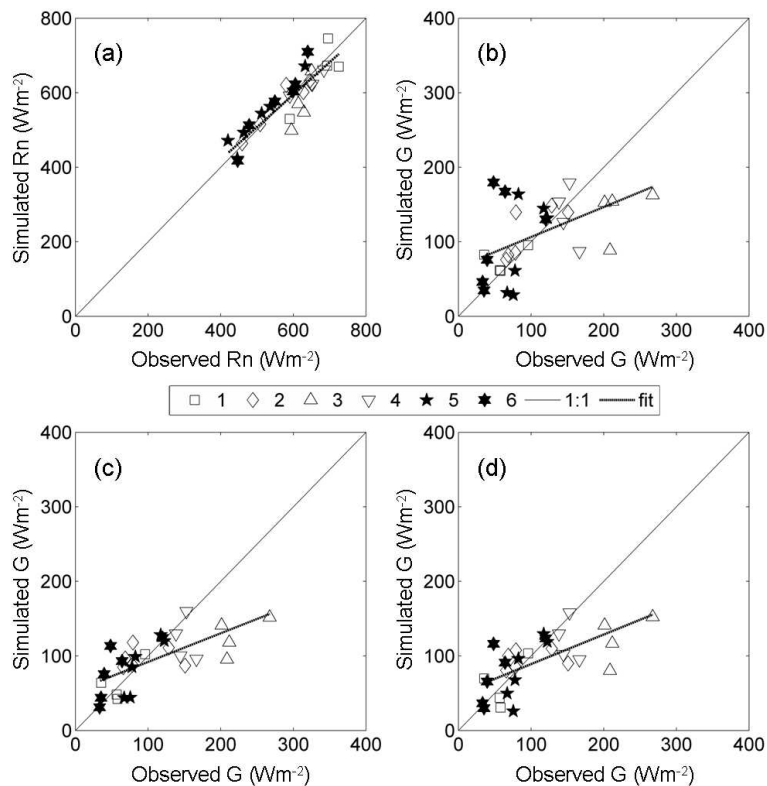 800
600
400
200
0
Simulated Rn (Wm-2)
(a)
0 200 400 600 800
Observed Rn (Wm-2)
400
300
200
100
0
Simulated G (Wm-2)
(b)
0 100 200 300 400
Observed G (Wm-2)
1 2 3 4 5 6 1:1 fit
400
300
200
100
0
Simulated G (Wm-2)
(c)
0 100 200 300 400
Observed G (Wm-2)
400
300
200
100
0
Simulated G (Wm-2)
(d)
0 100 200 300 400
Observed G (Wm-2)